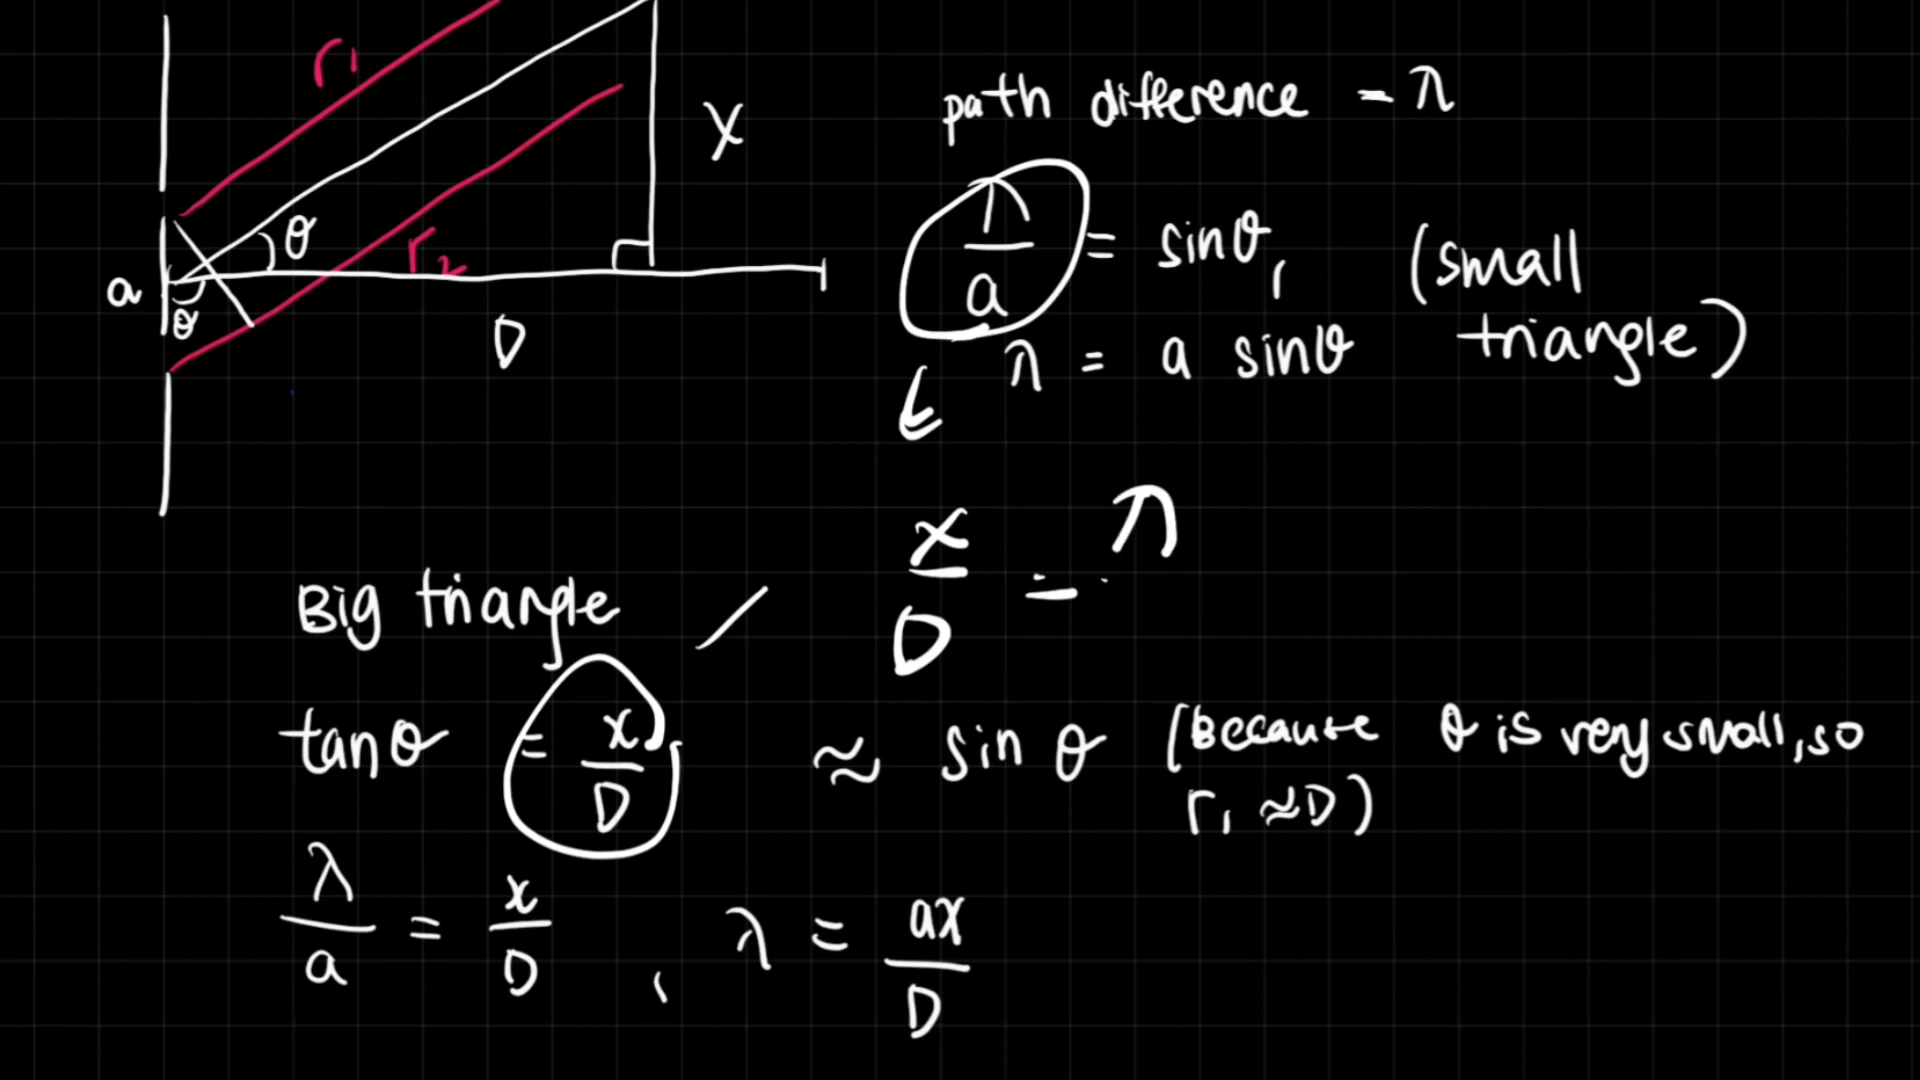 r₁
x
θ
r₂
a
θ
D
path difference = λ
λ/a = sinθ, (small triangle)
λ = a sinθ
x/D = λ
Big triangle
tanθ = x/D ≈ sin θ (Because θ is very small, so
r₁ ≈ D)
λ/a = x/D , λ = ax/D